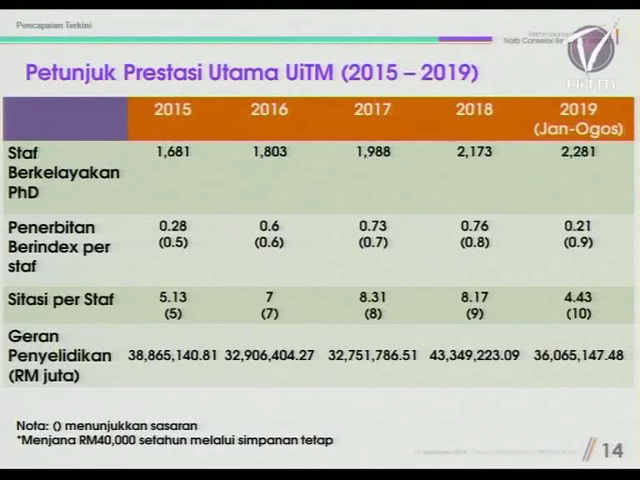 Pencapaian Terkini
Naib Canselor
UiTM
Petunjuk Prestasi Utama UiTM (2015 – 2019)
2015 2016 2017 2018 2019
(Jan-Ogos)
Staf 1,681 1,803 1,988 2,173 2,281
Berkelayakan
PhD
Penerbitan 0.28 0.6 0.73 0.76 0.21
Berindex per (0.5) (0.6) (0.7) (0.8) (0.9)
staf
Sitasi per Staf 5.13 7 8.31 8.17 4.43
(5) (7) (8) (9) (10)
Geran
Penyelidikan 38,865,140.81 32,906,404.27 32,751,786.51 43,349,223.09 36,065,147.48
(RM juta)
Nota: () menunjukkan sasaran
*Menjana RM40,000 setahun melalui simpanan tetap
14